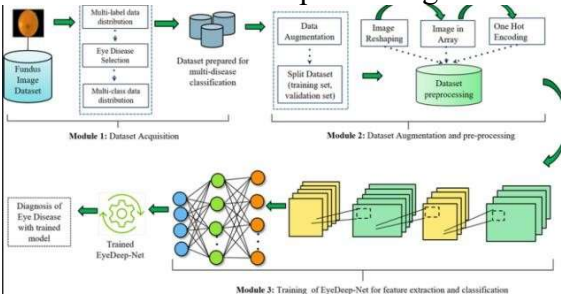 Fundus
Image
Dataset
Multi-label data
distribution
Eye Disease
Selection
Multi-class data
distribution
Dataset prepared for
multi-disease
classification
Module 1: Dataset Acquisition
Data
Augmentation
Split Dataset
(training set,
validation set)
Image
Reshaping
Image in
Array
One Hot
Encoding
Dataset
preprocessing
Module 2: Dataset Augmentation and pre-processing
Diagnosis of
Eye Disease
with trained
model
Trained
EyeDeep-Net
Module 3: Training of EyeDeep-Net for feature extraction and classification